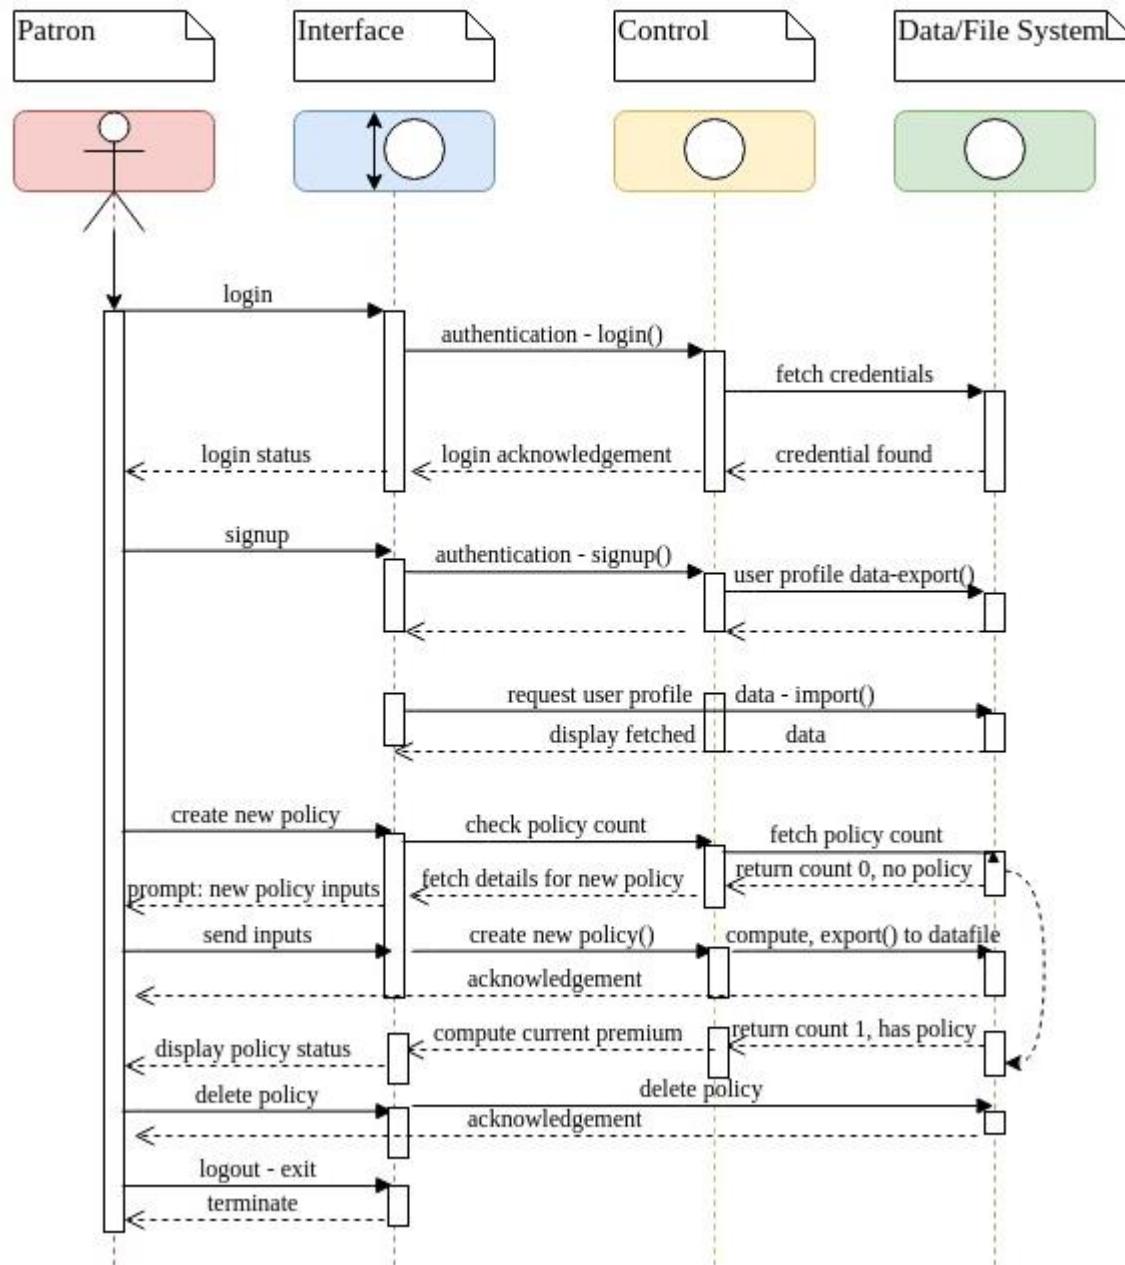 Patron
Interface
Control
Data/File System
login
authentication - login()
fetch credentials
login status
login acknowledgement
credential found
signup
authentication - signup()
user profile data-export()
request user profile
data - import()
display fetched
data
create new policy
check policy count
fetch policy count
prompt: new policy inputs
fetch details for new policy
return count 0, no policy
send inputs
create new policy()
compute, export() to datafile
acknowledgement
display policy status
compute current premium
return count 1, has policy
delete policy
delete policy
acknowledgement
logout - exit
terminate